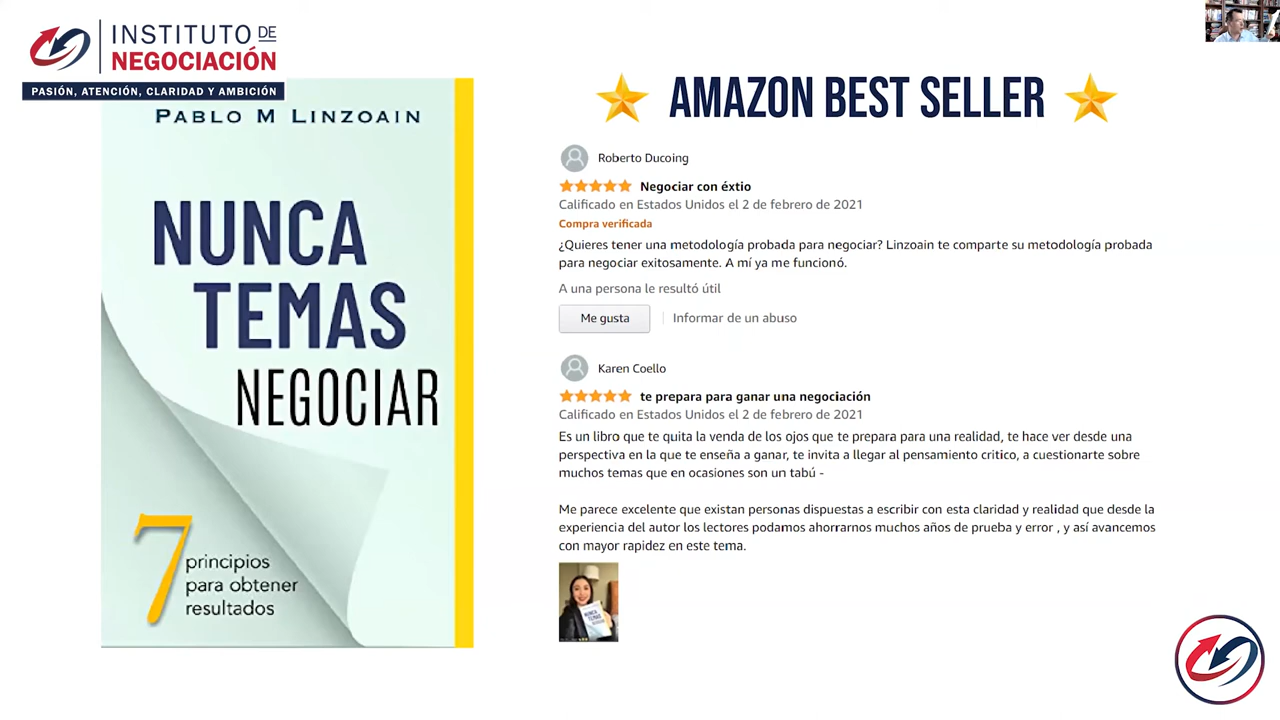 INSTITUTO DE
NEGOCIACIÓN
PASIÓN, ATENCIÓN, CLARIDAD Y AMBICIÓN
PABLO M LINZOAIN
NUNCA
TEMAS
NEGOCIAR
7
principios
para obtener
resultados
AMAZON BEST SELLER
Roberto Ducoing
Negociar con éxtio
Calificado en Estados Unidos el 2 de febrero de 2021
Compra verificada
¿Quieres tener una metodología probada para negociar? Linzoain te comparte su metodología probada
para negociar exitosamente. A mí ya me funcionó.
A una persona le resultó útil
Me gusta
Informar de un abuso
Karen Coello
te prepara para ganar una negociación
Calificado en Estados Unidos el 2 de febrero de 2021
Es un libro que te quita la venda de los ojos que te prepara para una realidad, te hace ver desde una
perspectiva en la que te enseña a ganar, te invita a llegar al pensamiento critico, a cuestionarte sobre
muchos temas que en ocasiones son un tabú -
Me parece excelente que existan personas dispuestas a escribir con esta claridad y realidad que desde la
experiencia del autor los lectores podamos ahorrarnos muchos años de prueba y error , y así avancemos
con mayor rapidez en este tema.
NUNCA
TEMAS